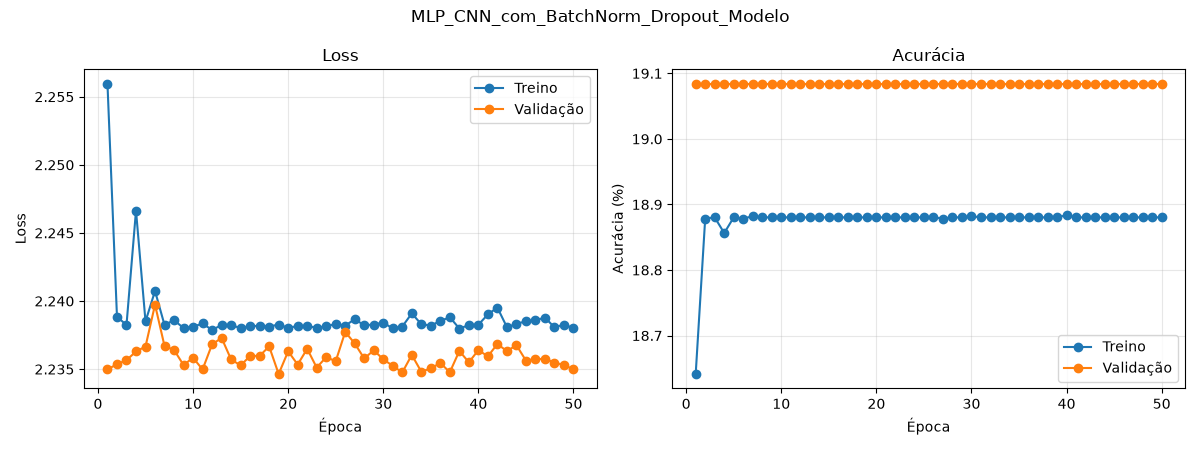 MLP_CNN_com_BatchNorm_Dropout_Modelo
Loss
2.255
2.250
2.245
2.240
2.235
Loss
0
10
20
30
40
50
Época
Treino
Validação
Acurácia
19.1
19.0
18.9
18.8
18.7
Acurácia (%)
0
10
20
30
40
50
Época
Treino
Validação